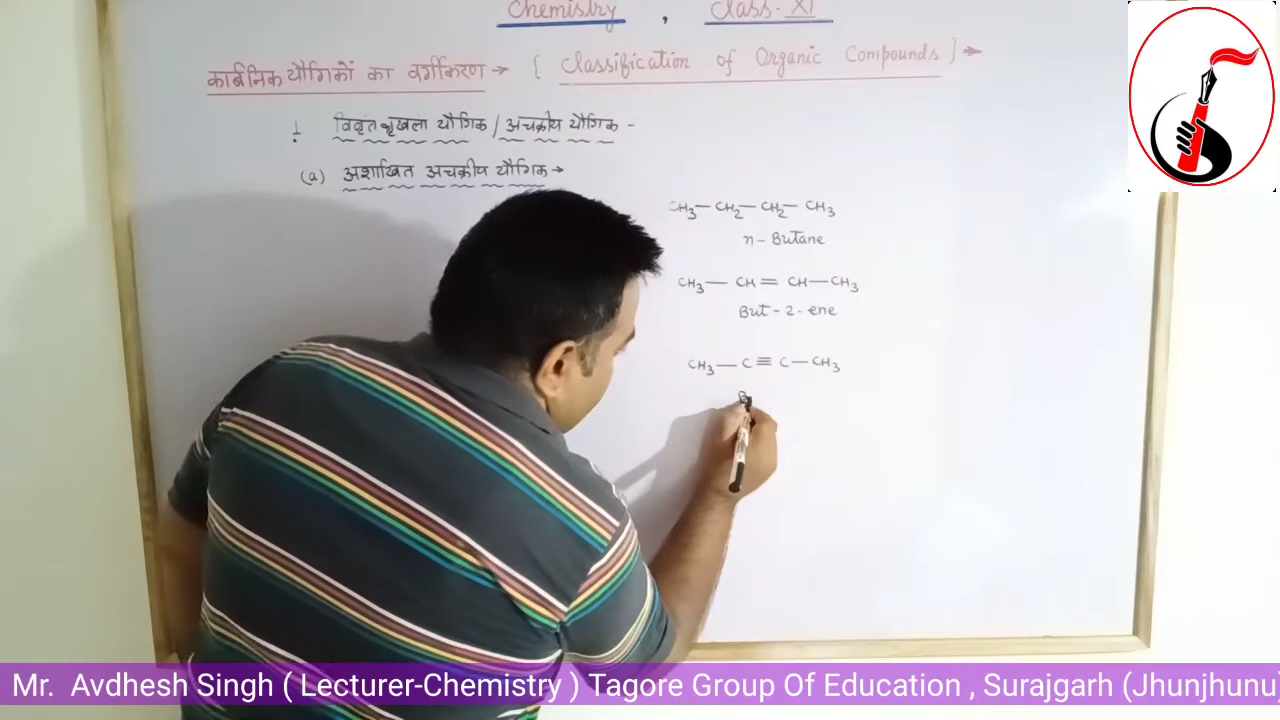 Chemistry , Class - XI
कार्बनिक यौगिकों का वर्गीकरण → [ Classification of Organic Compounds ] →
1. विवृत श्रृंखला यौगिक / अचक्रीय यौगिक -
(a) अशाखित अचक्रीय यौगिक →
CH₃ — CH₂ — CH₂ — CH₃
n - Butane
CH₃ — CH = CH — CH₃
But - 2 - ene
CH₃ — C ≡ C — CH₃
B
Mr. Avdhesh Singh ( Lecturer-Chemistry ) Tagore Group Of Education , Surajgarh (Jhunjhunu)